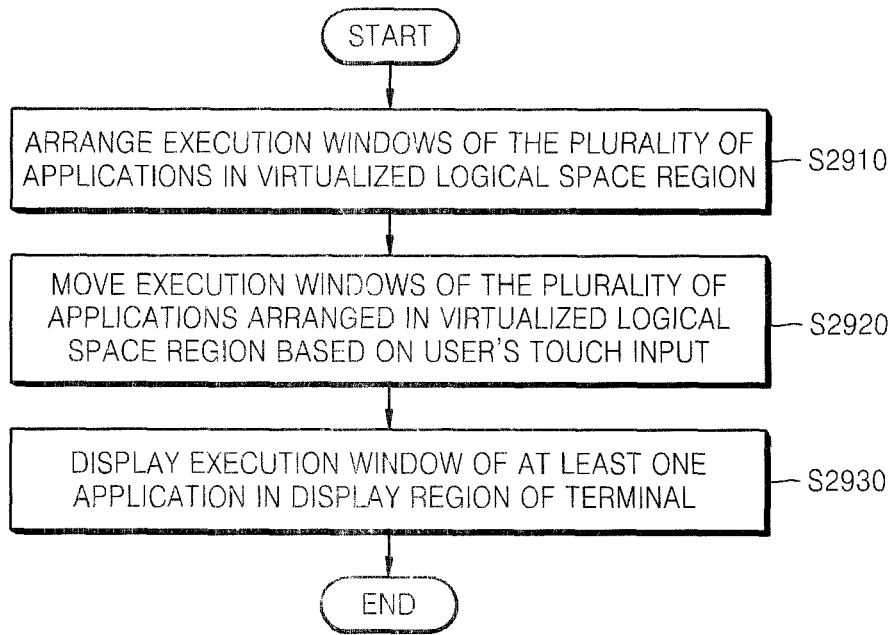 START
ARRANGE EXECUTION WINDOWS OF THE PLURALITY OF
APPLICATIONS IN VIRTUALIZED LOGICAL SPACE REGION
S2910
MOVE EXECUTION WINDOWS OF THE PLURALITY OF
APPLICATIONS ARRANGED IN VIRTUALIZED LOGICAL
SPACE REGION BASED ON USER'S TOUCH INPUT
S2920
DISPLAY EXECUTION WINDOW OF AT LEAST ONE
APPLICATION IN DISPLAY REGION OF TERMINAL
S2930
END